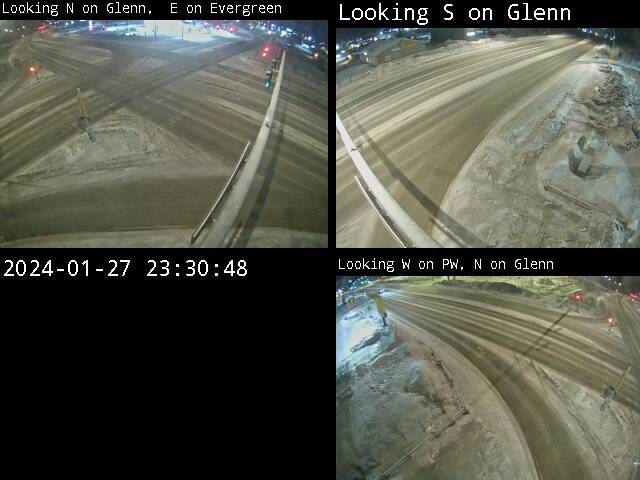 Looking N on Glenn,  E on Evergreen
Looking S on Glenn
2024-01-27 23:30:48
Looking W on PW, N on Glenn